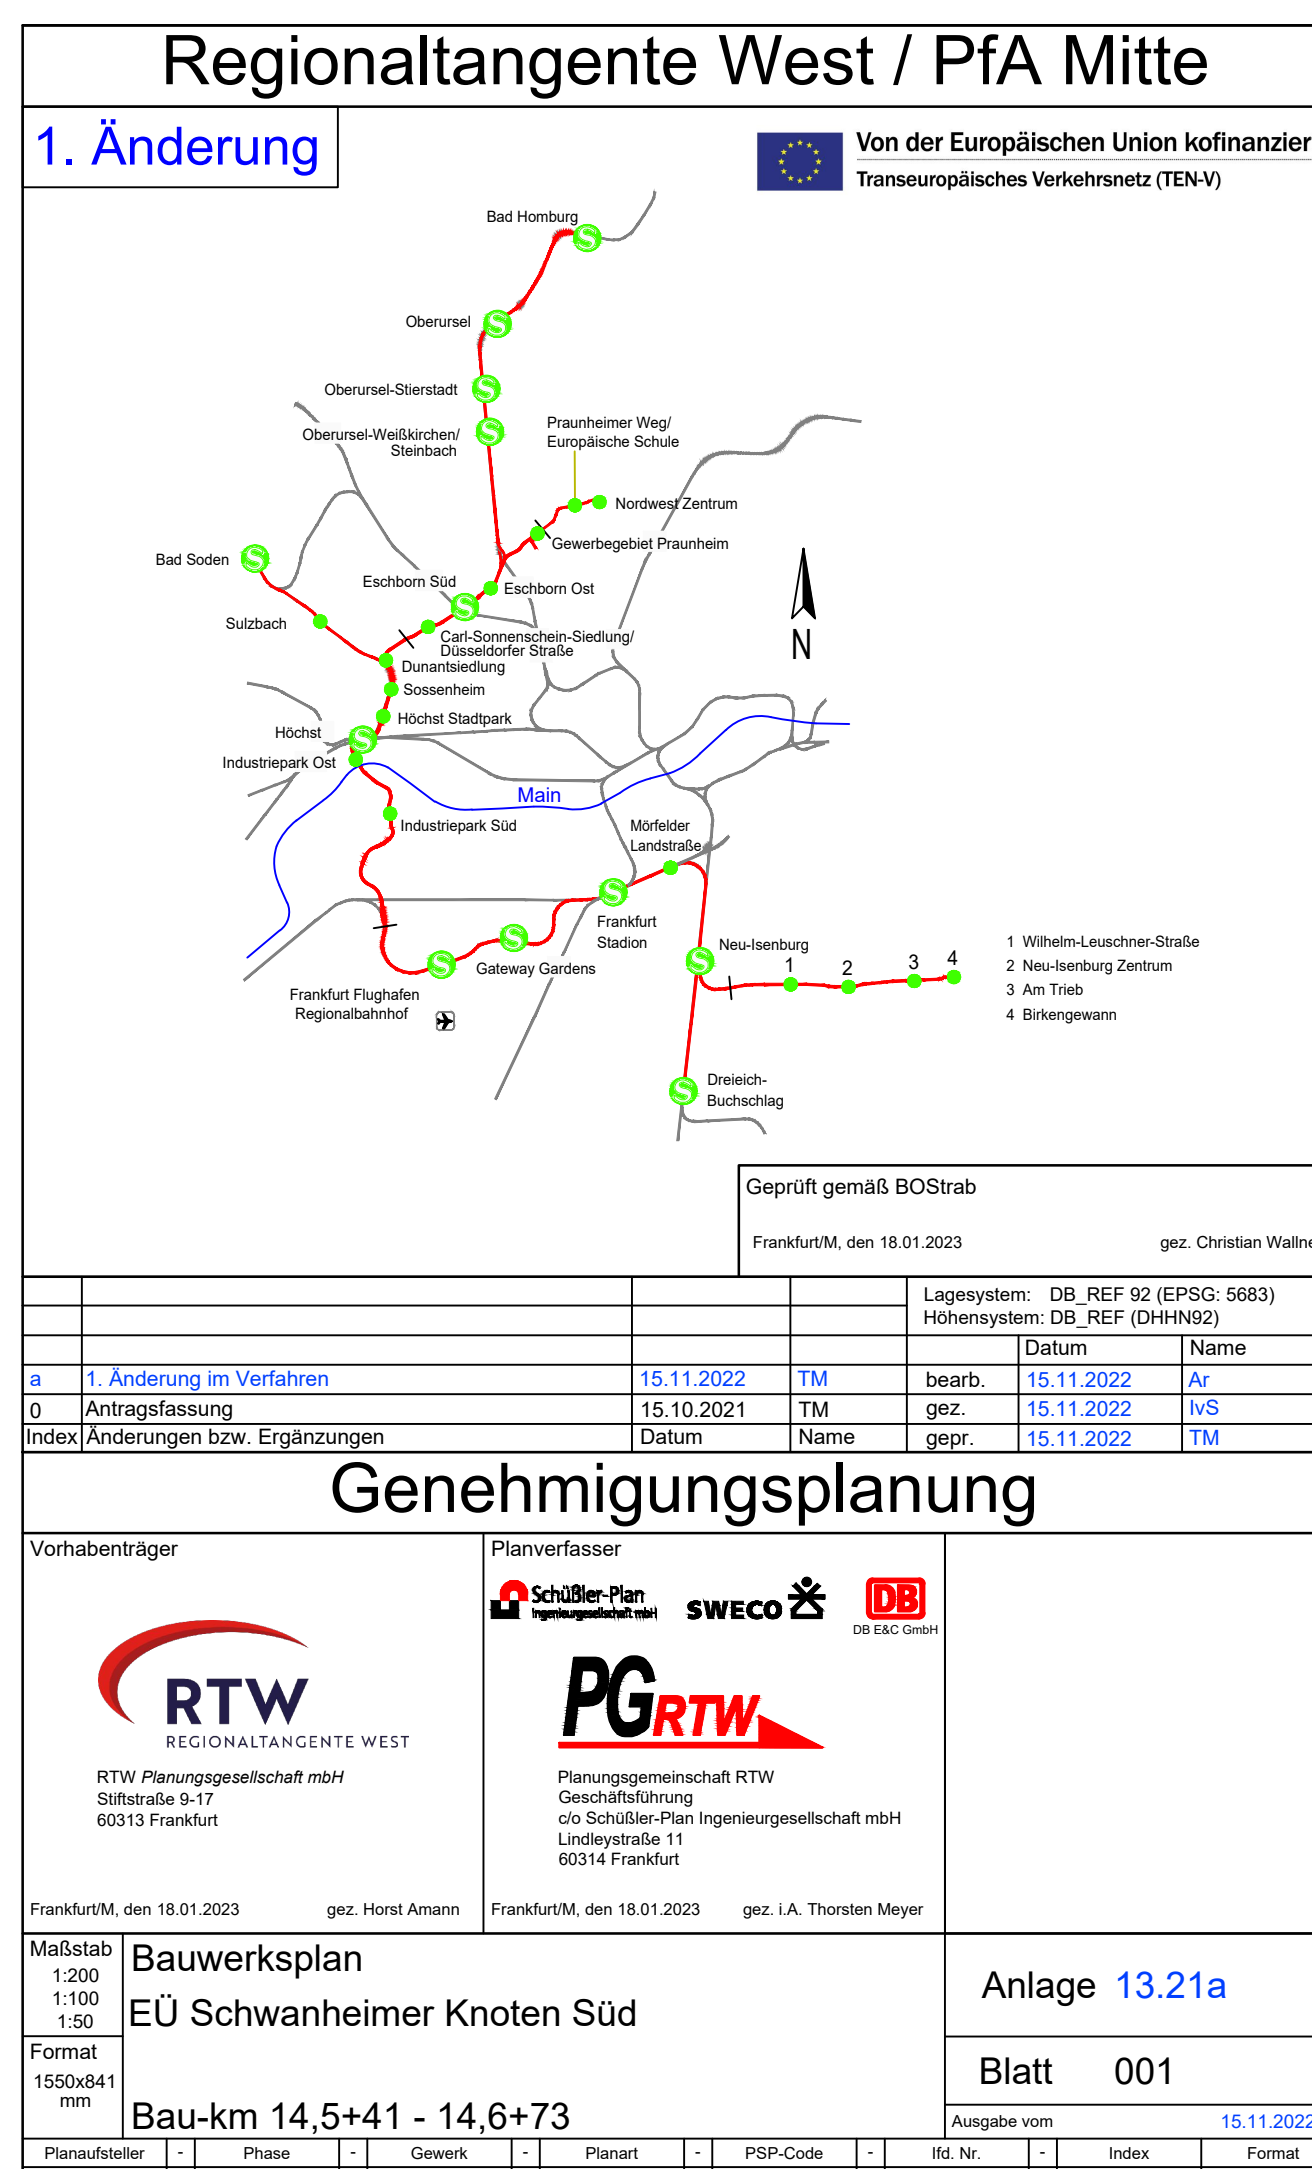 Regionaltangente West / PfA Mitte
1. Änderung
Von der Europäischen Union kofinanzier
Transeuropäisches Verkehrsnetz (TEN-V)
Bad Homburg
Oberursel
Oberursel-Stierstadt
Oberursel-Weißkirchen/
Steinbach
Praunheimer Weg/
Europäische Schule
Nordwest Zentrum
Gewerbegebiet Praunheim
Bad Soden
Eschborn Süd
Eschborn Ost
Sulzbach
Carl-Sonnenschein-Siedlung/
Düsseldorfer Straße
N
Dunantsiedlung
Sossenheim
Höchst Stadtpark
Höchst
Industriepark Ost
Main
Industriepark Süd
Mörfelder
Landstraße
Frankfurt
Stadion
Neu-Isenburg
Gateway Gardens
Frankfurt Flughafen
Regionalbahnhof
1 2 3 4
1 Wilhelm-Leuschner-Straße
2 Neu-Isenburg Zentrum
3 Am Trieb
4 Birkengewann
Dreieich-
Buchschlag
Geprüft gemäß BOStrab
Frankfurt/M, den 18.01.2023 gez. Christian Wallne
Lagesystem: DB_REF 92 (EPSG: 5683)
Höhensystem: DB_REF (DHHN92)
Datum Name
a 1. Änderung im Verfahren 15.11.2022 TM bearb. 15.11.2022 Ar
0 Antragsfassung 15.10.2021 TM gez. 15.11.2022 IvS
Index Änderungen bzw. Ergänzungen Datum Name gepr. 15.11.2022 TM
Genehmigungsplanung
Vorhabenträger
RTW
REGIONALTANGENTE WEST
RTW Planungsgesellschaft mbH
Stiftstraße 9-17
60313 Frankfurt
Frankfurt/M, den 18.01.2023 gez. Horst Amann
Planverfasser
Schüßler-Plan
Ingenieurgesellschaft mbH
SWECO
DB
DB E&C GmbH
PGRTW
Planungsgemeinschaft RTW
Geschäftsführung
c/o Schüßler-Plan Ingenieurgesellschaft mbH
Lindleystraße 11
60314 Frankfurt
Frankfurt/M, den 18.01.2023 gez. i.A. Thorsten Meyer
Maßstab
1:200
1:100
1:50
Format
1550x841
mm
Bauwerksplan
EÜ Schwanheimer Knoten Süd
Bau-km 14,5+41 - 14,6+73
Anlage 13.21a
Blatt 001
Ausgabe vom 15.11.2022
Planaufsteller - Phase - Gewerk - Planart - PSP-Code - lfd. Nr. - Index Format